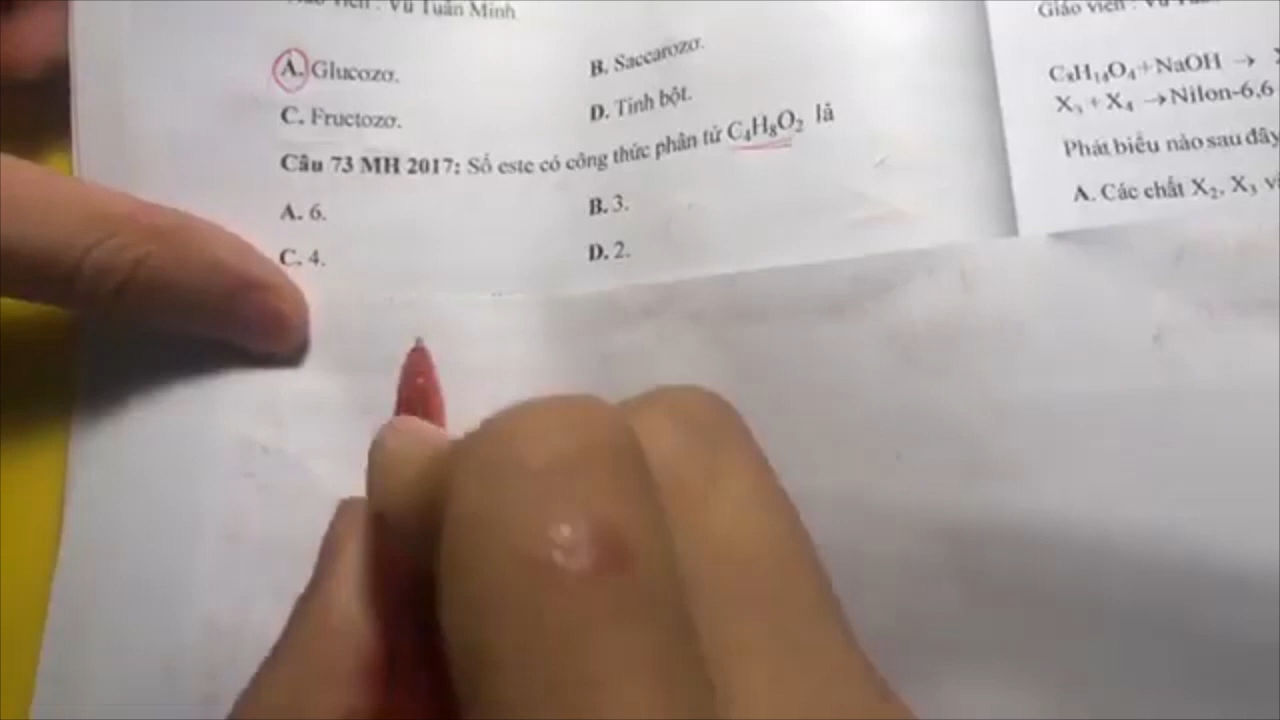 Vũ Tuấn Minh
A. Glucozơ.
B. Saccarozơ.
C. Fructozơ.
D. Tinh bột.
Câu 73 MH 2017: Số este có công thức phân tử C₄H₈O₂ là
A. 6.
B. 3.
C. 4.
D. 2.
Giáo viên :
C₈H₁₄O₄+NaOH →
X₃ + X₄ →Nilon-6,6
Phát biểu nào sau đây
A. Các chất X₂, X₃